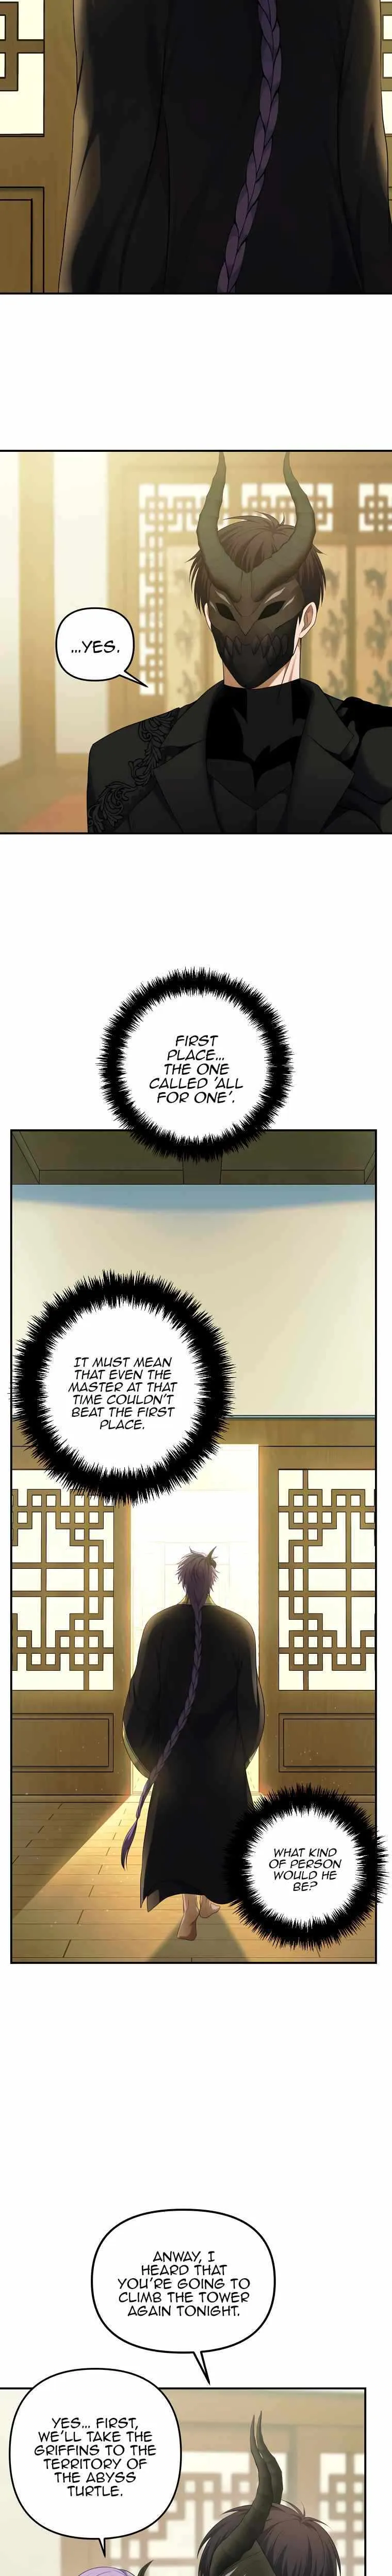 ...YES.
FIRST
PLACE...
THE ONE
CALLED 'ALL
FOR ONE'.
IT MUST MEAN
THAT EVEN THE
MASTER AT THAT
TIME COULDN'T
BEAT THE FIRST
PLACE.
WHAT KIND
OF PERSON
WOULD HE
BE?
ANWAY, I
HEARD THAT
YOU'RE GOING TO
CLIMB THE TOWER
AGAIN TONIGHT.
YES... FIRST,
WE'LL TAKE THE
GRIFFINS TO THE
TERRITORY OF
THE ABYSS
TURTLE.